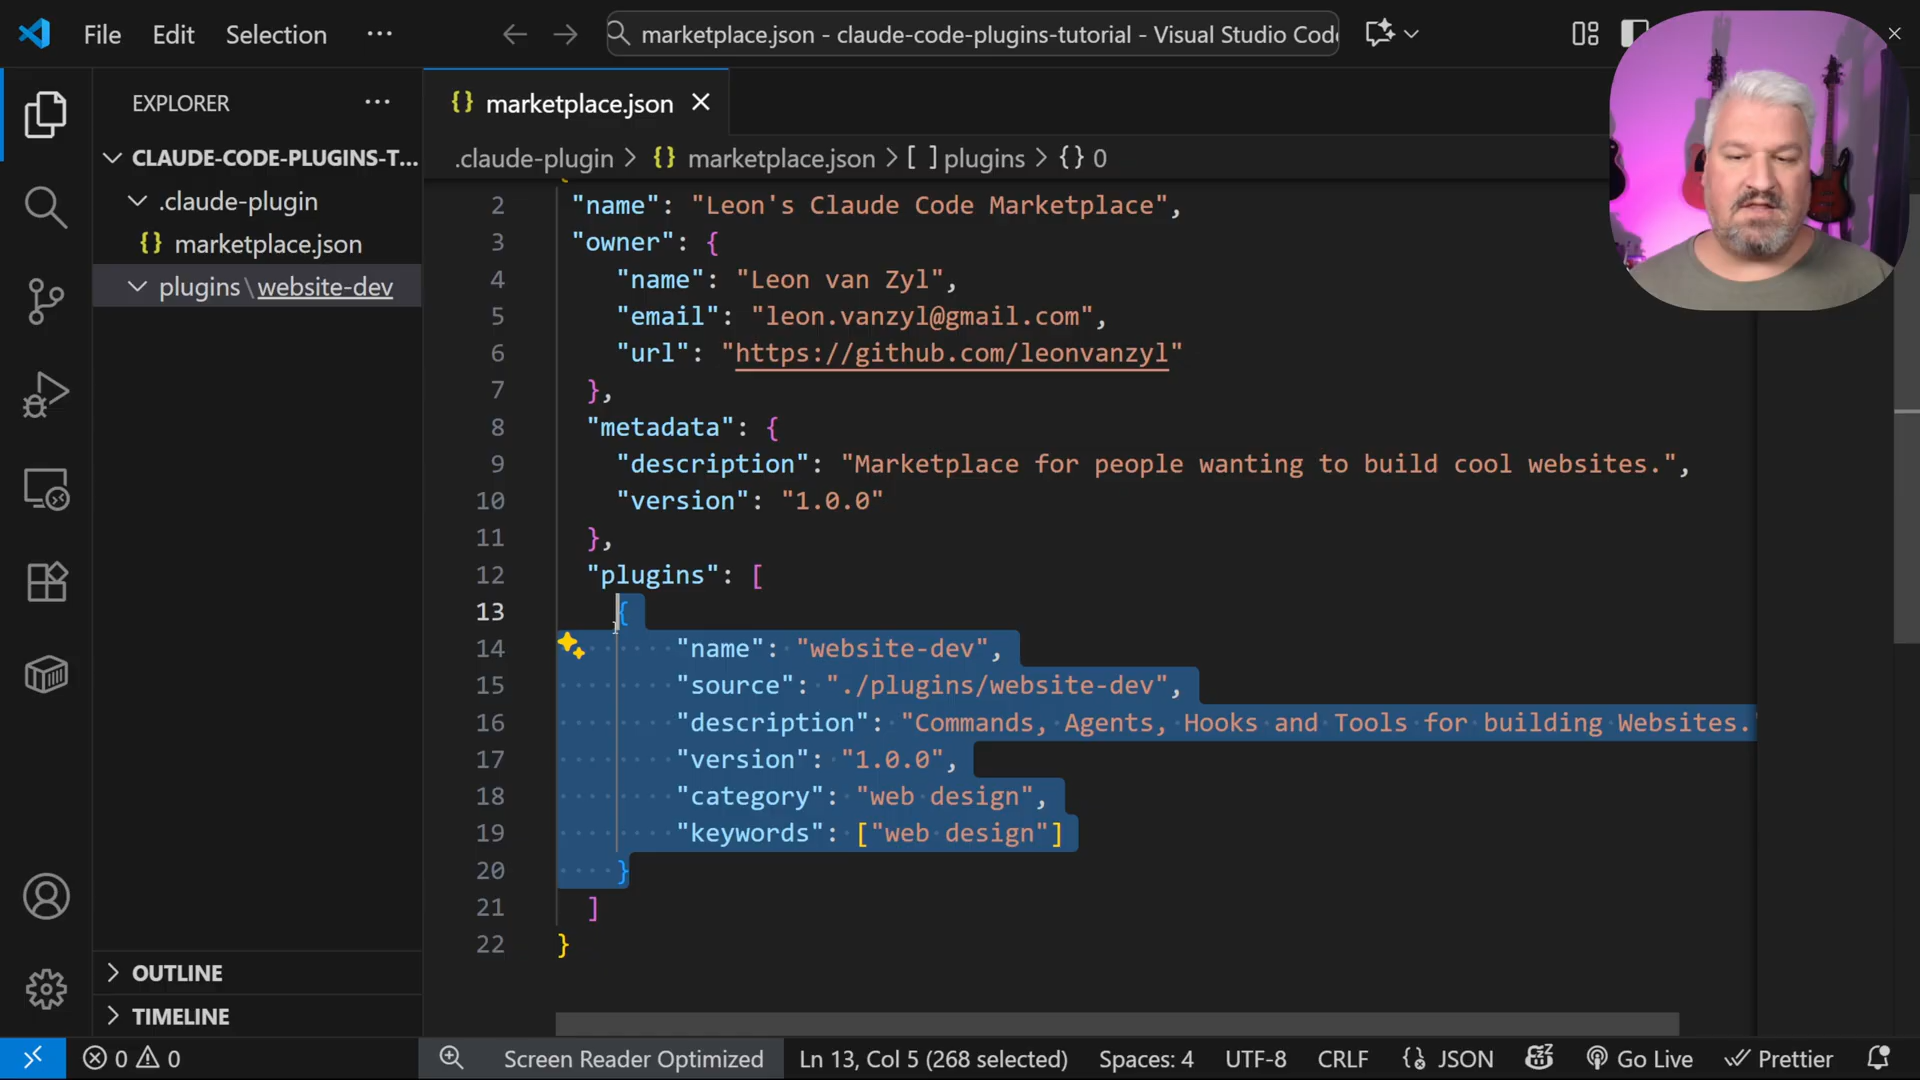 File Edit Selection ···
marketplace.json - claude-code-plugins-tutorial - Visual Studio Code
EXPLORER ···
CLAUDE-CODE-PLUGINS-T...
.claude-plugin
{} marketplace.json
plugins\website-dev
OUTLINE
TIMELINE
{} marketplace.json
.claude-plugin > {} marketplace.json > [ ] plugins > {} 0
2 "name": "Leon's Claude Code Marketplace",
3 "owner": {
4 "name": "Leon van Zyl",
5 "email": "leon.vanzyl@gmail.com",
6 "url": "https://github.com/leonvanzyl"
7 },
8 "metadata": {
9 "description": "Marketplace for people wanting to build cool websites.",
10 "version": "1.0.0"
11 },
12 "plugins": [
13 {
14 "name": "website-dev",
15 "source": "./plugins/website-dev",
16 "description": "Commands, Agents, Hooks and Tools for building Websites.
17 "version": "1.0.0",
18 "category": "web design",
19 "keywords": ["web design"]
20 }
21 ]
22 }
0 0 Screen Reader Optimized Ln 13, Col 5 (268 selected) Spaces: 4 UTF-8 CRLF {} JSON Go Live Prettier